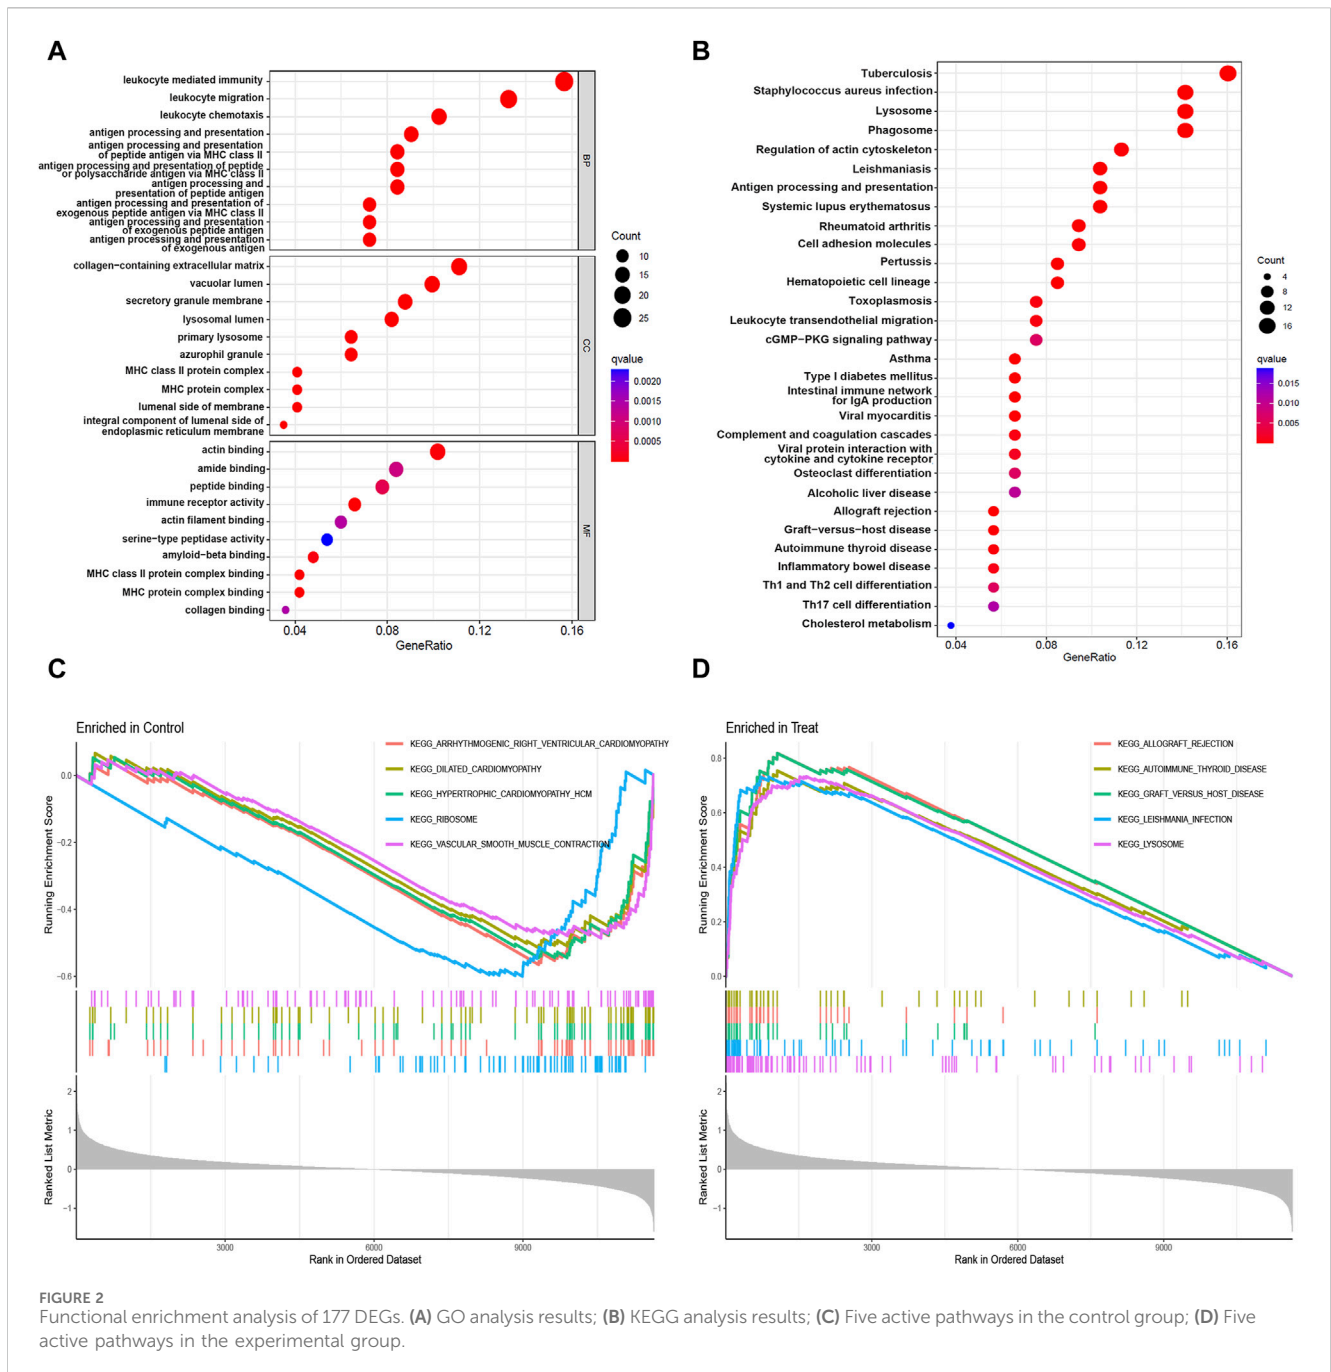 A
leukocyte mediated immunity
leukocyte migration
leukocyte chemotaxis
antigen processing and presentation
antigen processing and presentation
of peptide antigen via MHC class II
antigen processing and presentation of peptide
or polysaccharide antigen via MHC class II
antigen processing and
presentation of peptide antigen
antigen processing and presentation of
exogenous peptide antigen via MHC class II
antigen processing and presentation
of exogenous peptide antigen
antigen processing and presentation
of exogenous antigen
BP
collagen-containing extracellular matrix
vacuolar lumen
secretory granule membrane
lysosomal lumen
primary lysosome
azurophil granule
MHC class II protein complex
MHC protein complex
lumenal side of membrane
integral component of lumenal side of
endoplasmic reticulum membrane
CC
actin binding
amide binding
peptide binding
immune receptor activity
actin filament binding
serine-type peptidase activity
amyloid-beta binding
MHC class II protein complex binding
MHC protein complex binding
collagen binding
MF
0.04
0.08
0.12
0.16
GeneRatio
Count
10
15
20
25
qvalue
0.0020
0.0015
0.0010
0.0005
B
Tuberculosis
Staphylococcus aureus infection
Lysosome
Phagosome
Regulation of actin cytoskeleton
Leishmaniasis
Antigen processing and presentation
Systemic lupus erythematosus
Rheumatoid arthritis
Cell adhesion molecules
Pertussis
Hematopoietic cell lineage
Toxoplasmosis
Leukocyte transendothelial migration
cGMP-PKG signaling pathway
Asthma
Type I diabetes mellitus
Intestinal immune network
for IgA production
Viral myocarditis
Complement and coagulation cascades
Viral protein interaction with
cytokine and cytokine receptor
Osteoclast differentiation
Alcoholic liver disease
Allograft rejection
Graft-versus-host disease
Autoimmune thyroid disease
Inflammatory bowel disease
Th1 and Th2 cell differentiation
Th17 cell differentiation
Cholesterol metabolism
0.04
0.08
0.12
0.16
GeneRatio
Count
4
8
12
16
qvalue
0.015
0.010
0.005
C
Enriched in Control
KEGG_ARRHYTHMOGENIC_RIGHT_VENTRICULAR_CARDIOMYOPATHY
KEGG_DILATED_CARDIOMYOPATHY
KEGG_HYPERTROPHIC_CARDIOMYOPATHY_HCM
KEGG_RIBOSOME
KEGG_VASCULAR_SMOOTH_MUSCLE_CONTRACTION
Running Enrichment Score
0.0
-0.2
-0.4
-0.6
Ranked List Metric
2
1
0
-1
3000
6000
9000
Rank in Ordered Dataset
D
Enriched in Treat
KEGG_ALLOGRAFT_REJECTION
KEGG_AUTOIMMUNE_THYROID_DISEASE
KEGG_GRAFT_VERSUS_HOST_DISEASE
KEGG_LEISHMANIA_INFECTION
KEGG_LYSOSOME
Running Enrichment Score
0.8
0.6
0.4
0.2
0.0
Ranked List Metric
2
1
0
-1
3000
6000
9000
Rank in Ordered Dataset
FIGURE 2
Functional enrichment analysis of 177 DEGs. (A) GO analysis results; (B) KEGG analysis results; (C) Five active pathways in the control group; (D) Five
active pathways in the experimental group.